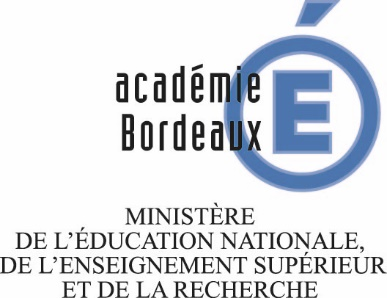 académie
Bordeaux
É
MINISTÈRE
DE L'ÉDUCATION NATIONALE,
DE L'ENSEIGNEMENT SUPÉRIEUR
ET DE LA RECHERCHE